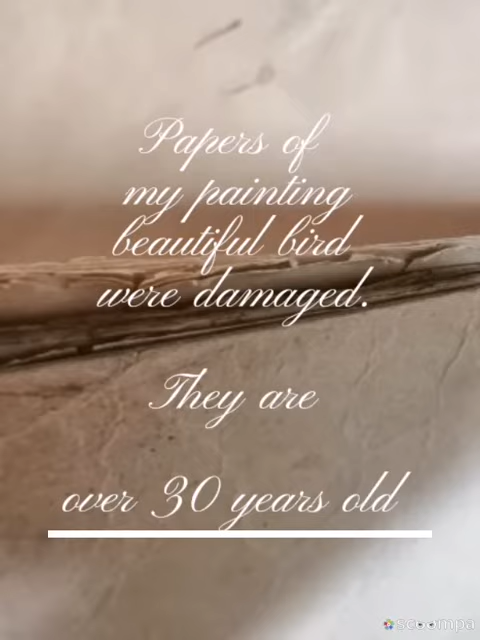 Papers of
my painting
beautiful bird
were damaged.
They are
over 30 years old
scoompa